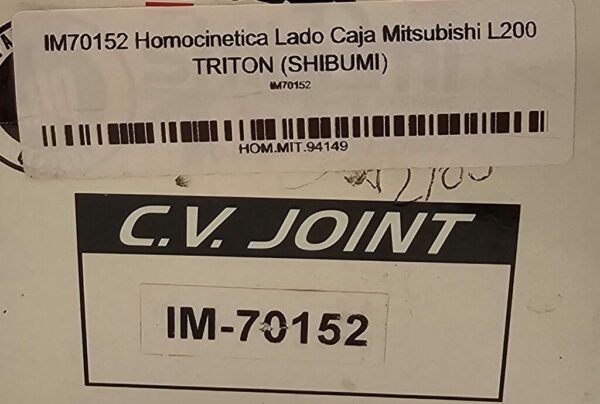 IM70152 Homocinetica Lado Caja Mitsubishi L200
TRITON (SHIBUMI)
IM70152
HOM.MIT.94149
C.V. JOINT
IM-70152